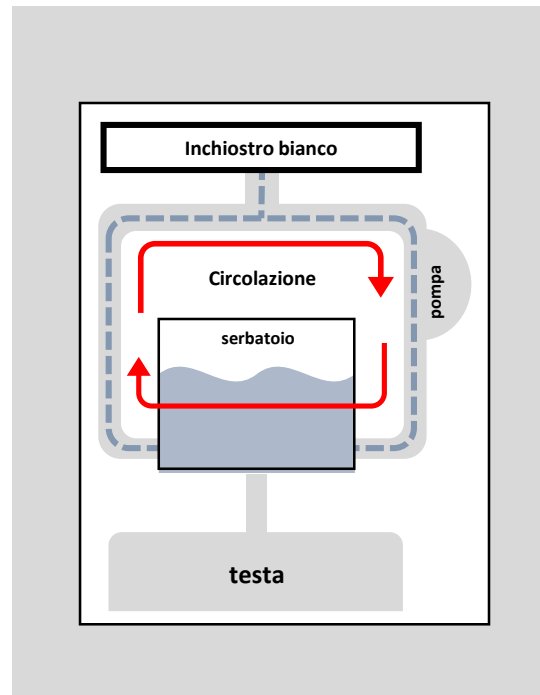 Inchiostro bianco
Circolazione
pompa
serbatoio
testa